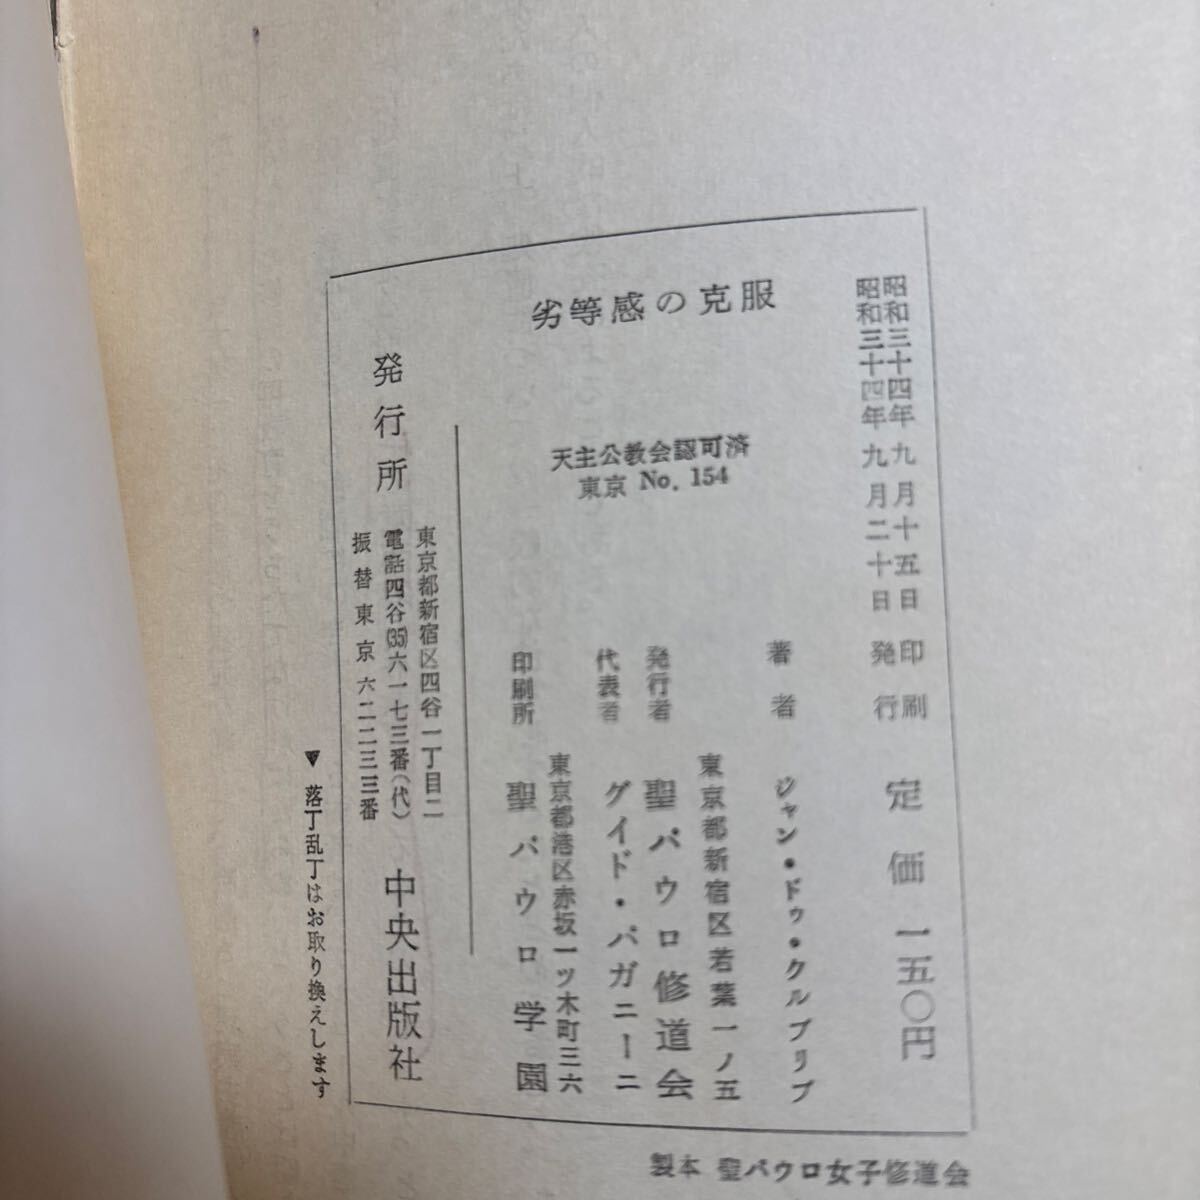 劣等感の克服
昭和三十四年九月十五日 印刷
昭和三十四年九月二十日 発行
定価 一五〇円
天主公教会認可済
東京 No. 154
著者 ジャン・ドゥ・クルブリブ
東京都新宿区若葉一ノ五
発行者 聖パウロ修道会
代表者 グイド・パガニーニ
東京都港区赤坂一ツ木町三六
印刷所 聖パウロ学園
発行所
東京都新宿区四谷一丁目二
電話四谷(35)六一七三番(代)
振替東京六二二三三番
中央出版社
▼落丁乱丁はお取り換えします
製本 聖パウロ女子修道会